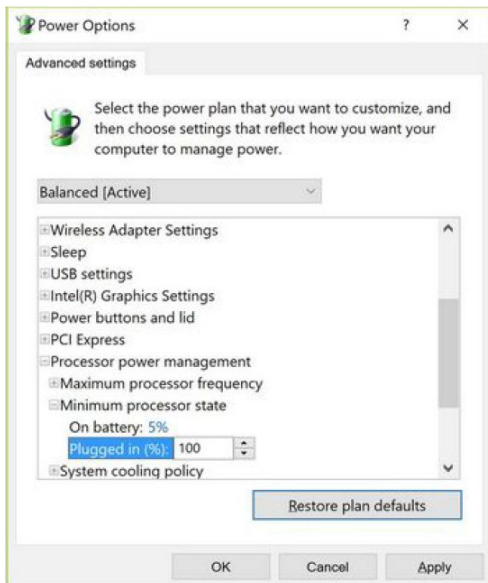 Power Options
Advanced settings
Select the power plan that you want to customize, and
then choose settings that reflect how you want your
computer to manage power.
Balanced [Active]
Wireless Adapter Settings
Sleep
USB settings
Intel(R) Graphics Settings
Power buttons and lid
PCI Express
Processor power management
Maximum processor frequency
Minimum processor state
On battery: 5%
Plugged in (%): 100
System cooling policy
Restore plan defaults
OK Cancel Apply